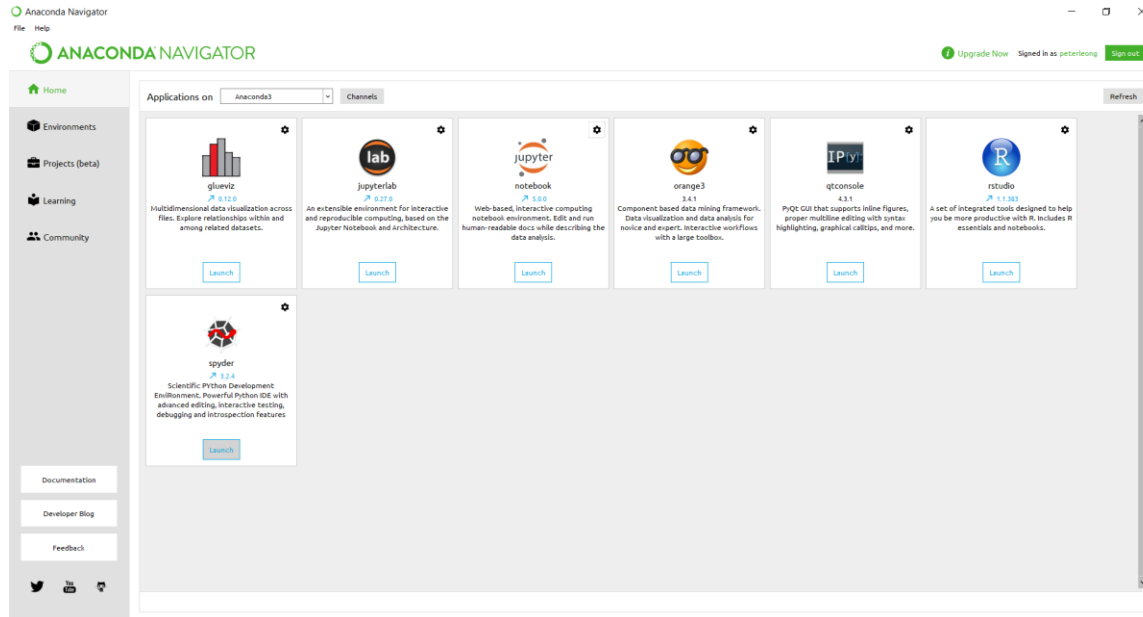 Anaconda Navigator
File Help
ANACONDA NAVIGATOR
Upgrade Now Signed in as peterleong Sign out
Home
Environments
Projects (beta)
Learning
Community
Documentation
Developer Blog
Feedback
You Tube
Applications on Anaconda3 Channels Refresh
glueviz
0.12.0
Multidimensional data visualization across
files. Explore relationships within and
among related datasets.
Launch
lab
jupyterlab
0.27.0
An extensible environment for interactive
and reproducible computing, based on the
Jupyter Notebook and Architecture.
Launch
jupyter
notebook
5.0.0
Web-based, interactive computing
notebook environment. Edit and run
human-readable docs while describing the
data analysis.
Launch
orange3
3.4.1
Component based data mining framework.
Data visualization and data analysis for
novice and expert. Interactive workflows
with a large toolbox.
Launch
IP[y]:
qtconsole
4.3.1
PyQt GUI that supports inline figures,
proper multiline editing with syntax
highlighting, graphical calltips, and more.
Launch
R
rstudio
1.1.383
A set of integrated tools designed to help
you be more productive with R. Includes R
essentials and notebooks.
Launch
spyder
3.2.4
Scientific PYthon Development
EnviRonment. Powerful Python IDE with
advanced editing, interactive testing,
debugging and introspection features
Launch